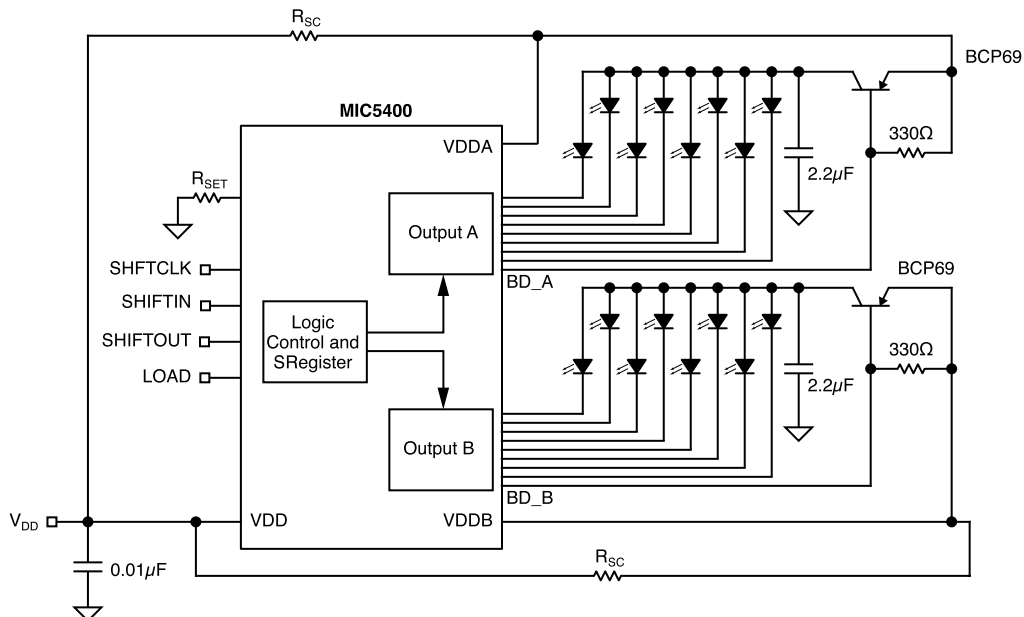 R_SC
BCP69
MIC5400
VDDA
330Ω
2.2µF
R_SET
Output A
SHFTCLK
BD_A
BCP69
SHIFTIN
Logic
Control and
SRegister
SHIFTOUT
330Ω
LOAD
2.2µF
Output B
BD_B
V_DD
VDD
VDDB
R_SC
0.01µF